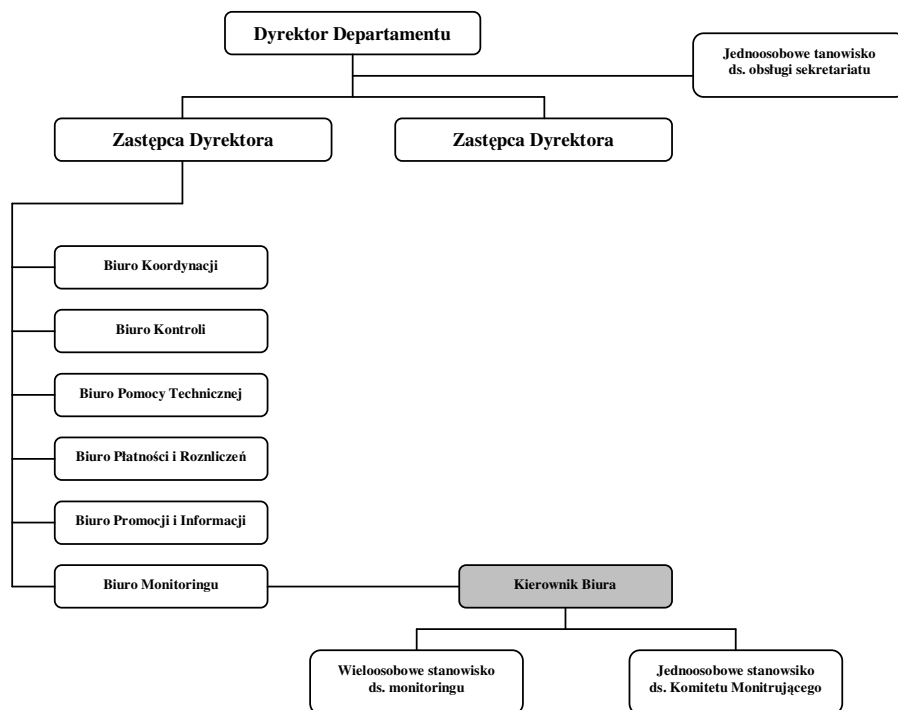 Dyrektor Departamentu
Jednoosobowe tanowisko
ds. obsługi sekretariatu
Zastępca Dyrektora
Zastępca Dyrektora
Biuro Koordynacji
Biuro Kontroli
Biuro Pomocy Technicznej
Biuro Płatności i Roznliczeń
Biuro Promocji i Informacji
Biuro Monitoringu
Kierownik Biura
Wieloosobowe stanowisko
ds. monitoringu
Jednoosobowe stanowsiko
ds. Komitetu Monitrującego